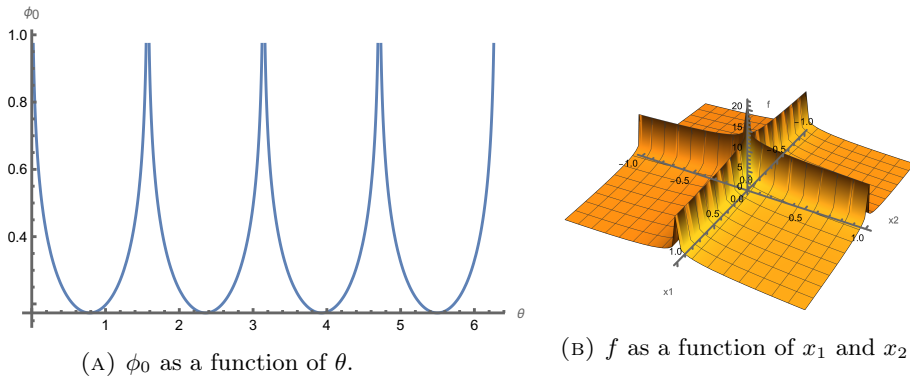 ϕ0
1.0
0.8
0.6
0.4
1 2 3 4 5 6 θ
(A) ϕ0 as a function of θ.
20 f
15
10
5
0
-1.0
-0.5
0.0
0.5
1.0
x1
-1.0
-0.5
0.0
0.5
1.0
x2
(B) f as a function of x1 and x2